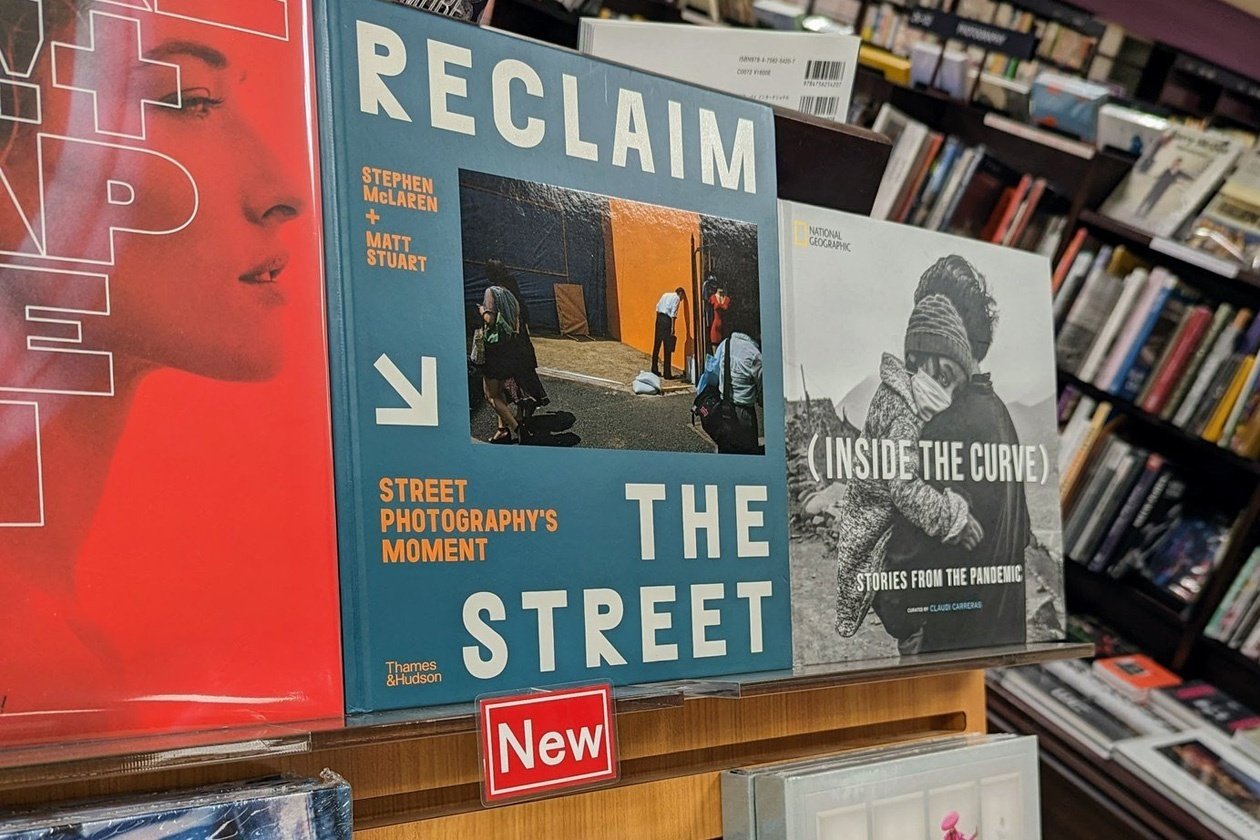 RECLAIM
STEPHEN
McLAREN
+
MATT
STUART
STREET
PHOTOGRAPHY'S
MOMENT
THE
STREET
Thames
&Hudson
New
NATIONAL
GEOGRAPHIC
(INSIDE THE CURVE)
STORIES FROM THE PANDEMIC
CURATED BY CLAUDI CARRERAS
PHOTOGRAPHY